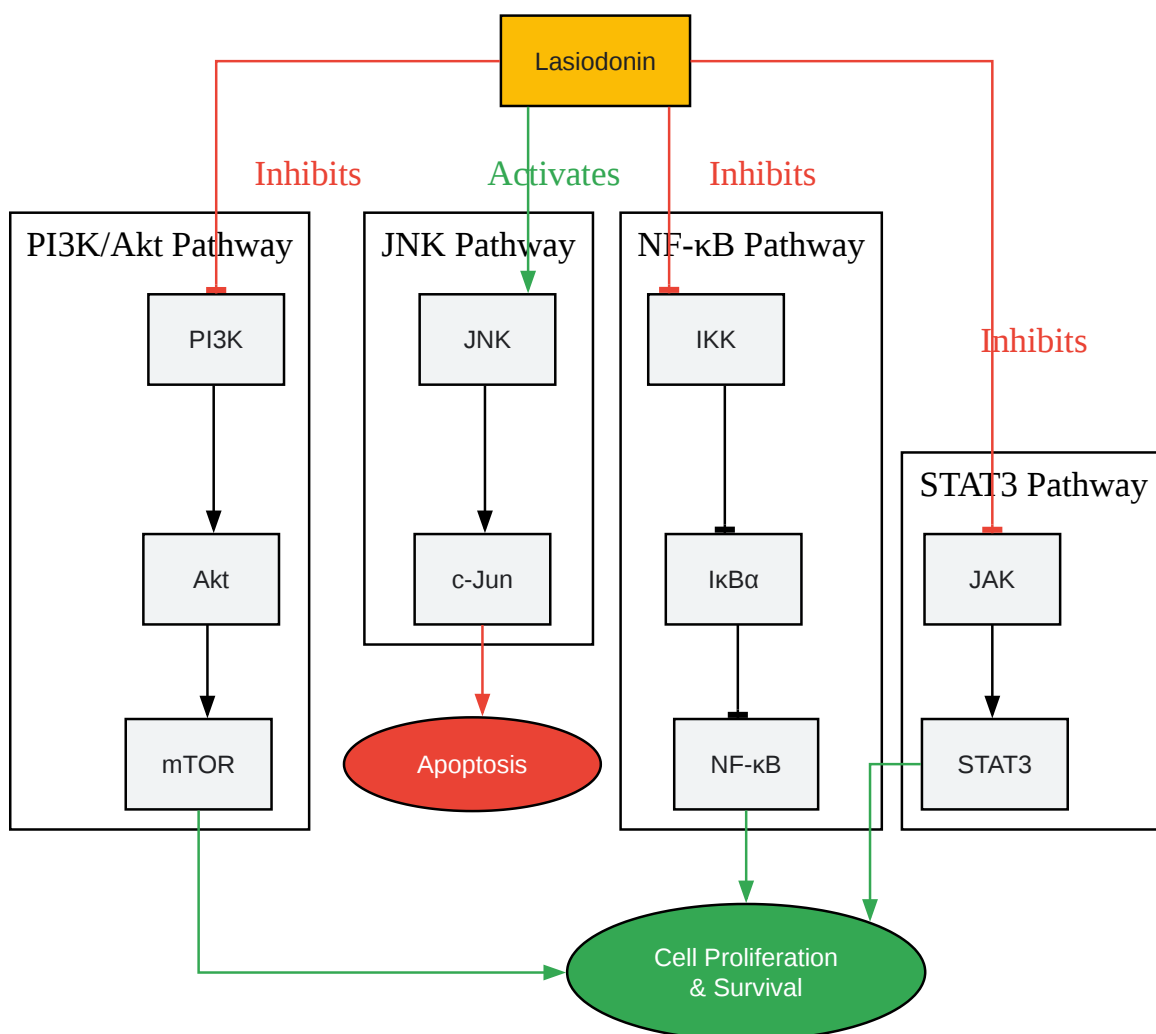 Lasiodonin
Inhibits
Activates
Inhibits
PI3K/Akt Pathway
JNK Pathway
NF-κB Pathway
PI3K
JNK
IKK
Inhibits
STAT3 Pathway
Akt
c-Jun
IκBα
JAK
mTOR
Apoptosis
NF-κB
STAT3
Cell Proliferation
& Survival